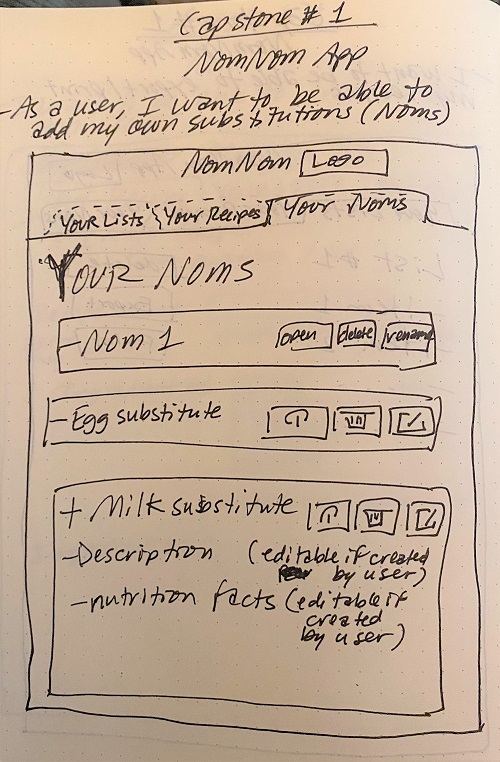 Capstone # 1
NomNom App
- As a user, I want to be able to
add my own substitutions (Noms)
NomNom Logo
Your Lists Your Recipes Your Noms
Your Noms
- Nom 1 open delete rename
- Egg substitute
+ Milk substitute
- Description (editable if created
by user)
- nutrition facts (editable if
created
by user)